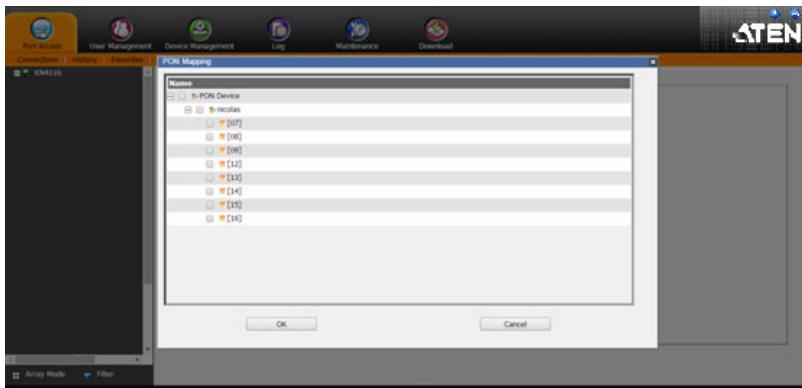 ATEN
Port Access
User Management
Device Management
Log
Maintenance
Download
Connections
History
Favorites
PON Mapping
KN4116
Name
PON Device
nicolas
[07]
[08]
[09]
[12]
[13]
[14]
[15]
[16]
OK
Cancel
Array Mode
Filter